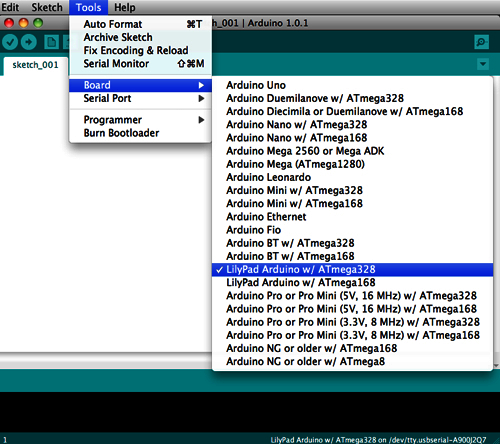 Edit Sketch Tools Help
ketch_001 | Arduino 1.0.1
sketch_001
Auto Format ⌘T
Archive Sketch
Fix Encoding & Reload
Serial Monitor ⇧⌘M
Board
Serial Port
Programmer
Burn Bootloader
Arduino Uno
Arduino Duemilanove w/ ATmega328
Arduino Diecimila or Duemilanove w/ ATmega168
Arduino Nano w/ ATmega328
Arduino Nano w/ ATmega168
Arduino Mega 2560 or Mega ADK
Arduino Mega (ATmega1280)
Arduino Leonardo
Arduino Mini w/ ATmega328
Arduino Mini w/ ATmega168
Arduino Ethernet
Arduino Fio
Arduino BT w/ ATmega328
Arduino BT w/ ATmega168
✓ LilyPad Arduino w/ ATmega328
LilyPad Arduino w/ ATmega168
Arduino Pro or Pro Mini (5V, 16 MHz) w/ ATmega328
Arduino Pro or Pro Mini (5V, 16 MHz) w/ ATmega168
Arduino Pro or Pro Mini (3.3V, 8 MHz) w/ ATmega328
Arduino Pro or Pro Mini (3.3V, 8 MHz) w/ ATmega168
Arduino NG or older w/ ATmega168
Arduino NG or older w/ ATmega8
1 LilyPad Arduino w/ ATmega328 on /dev/tty.usbserial-A900J2Q7